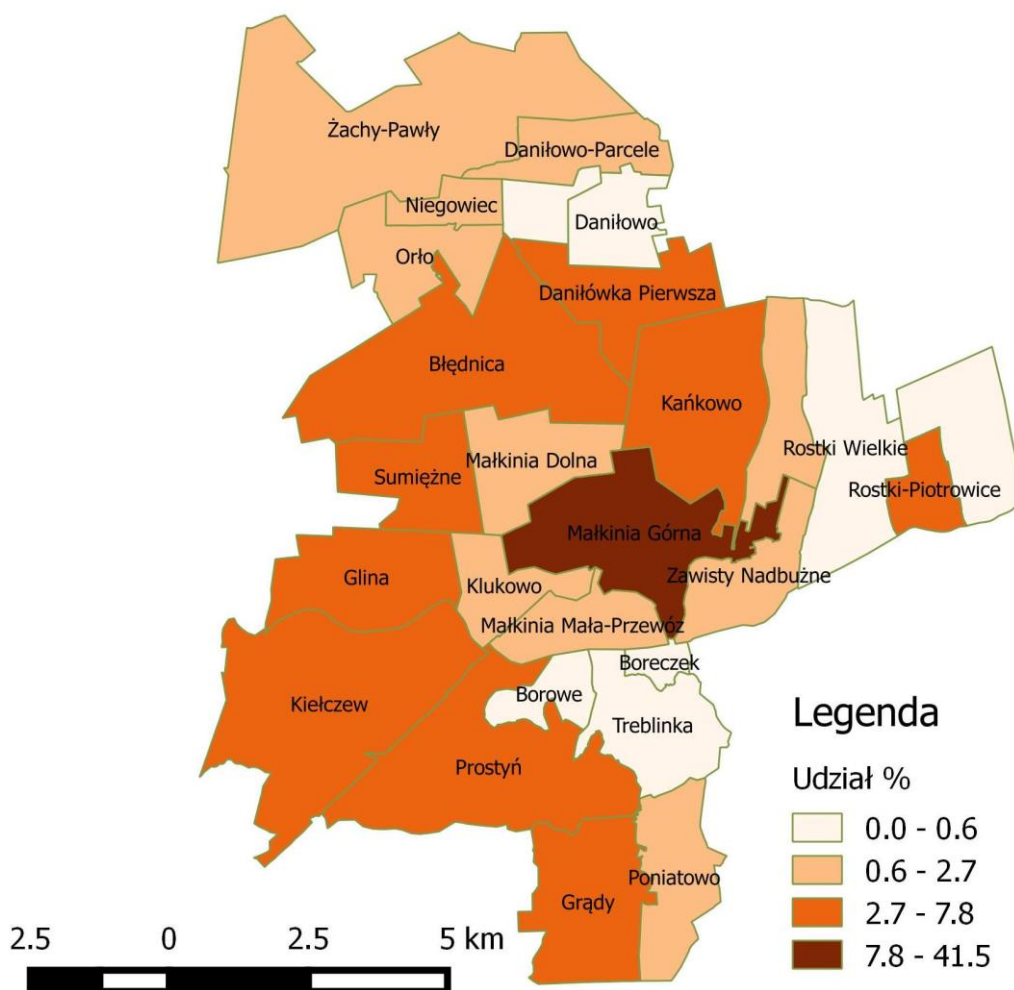 Żachy-Pawły
Daniłowo-Parcele
Niegowiec
Daniłowo
Orło
Daniłówka Pierwsza
Błędnica
Kańkowo
Rostki Wielkie
Małkinia Dolna
Sumiężne
Rostki-Piotrowice
Małkinia Górna
Glina
Klukowo
Zawisty Nadbużne
Małkinia Mała-Przewóz
Boreczek
Borowe
Kiełczew
Treblinka
Prostyń
Poniatowo
Grądy
Legenda
Udział %
0.0 - 0.6
0.6 - 2.7
2.7 - 7.8
7.8 - 41.5
2.5 0 2.5 5 km